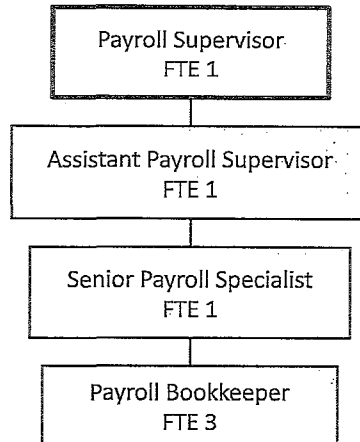 Payroll Supervisor
FTE 1
Assistant Payroll Supervisor
FTE 1
Senior Payroll Specialist
FTE 1
Payroll Bookkeeper
FTE 3